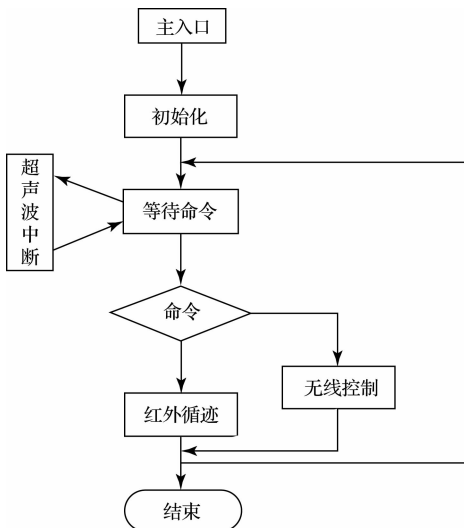 主入口
初始化
超声波中断
等待命令
命令
无线控制
红外循迹
结束